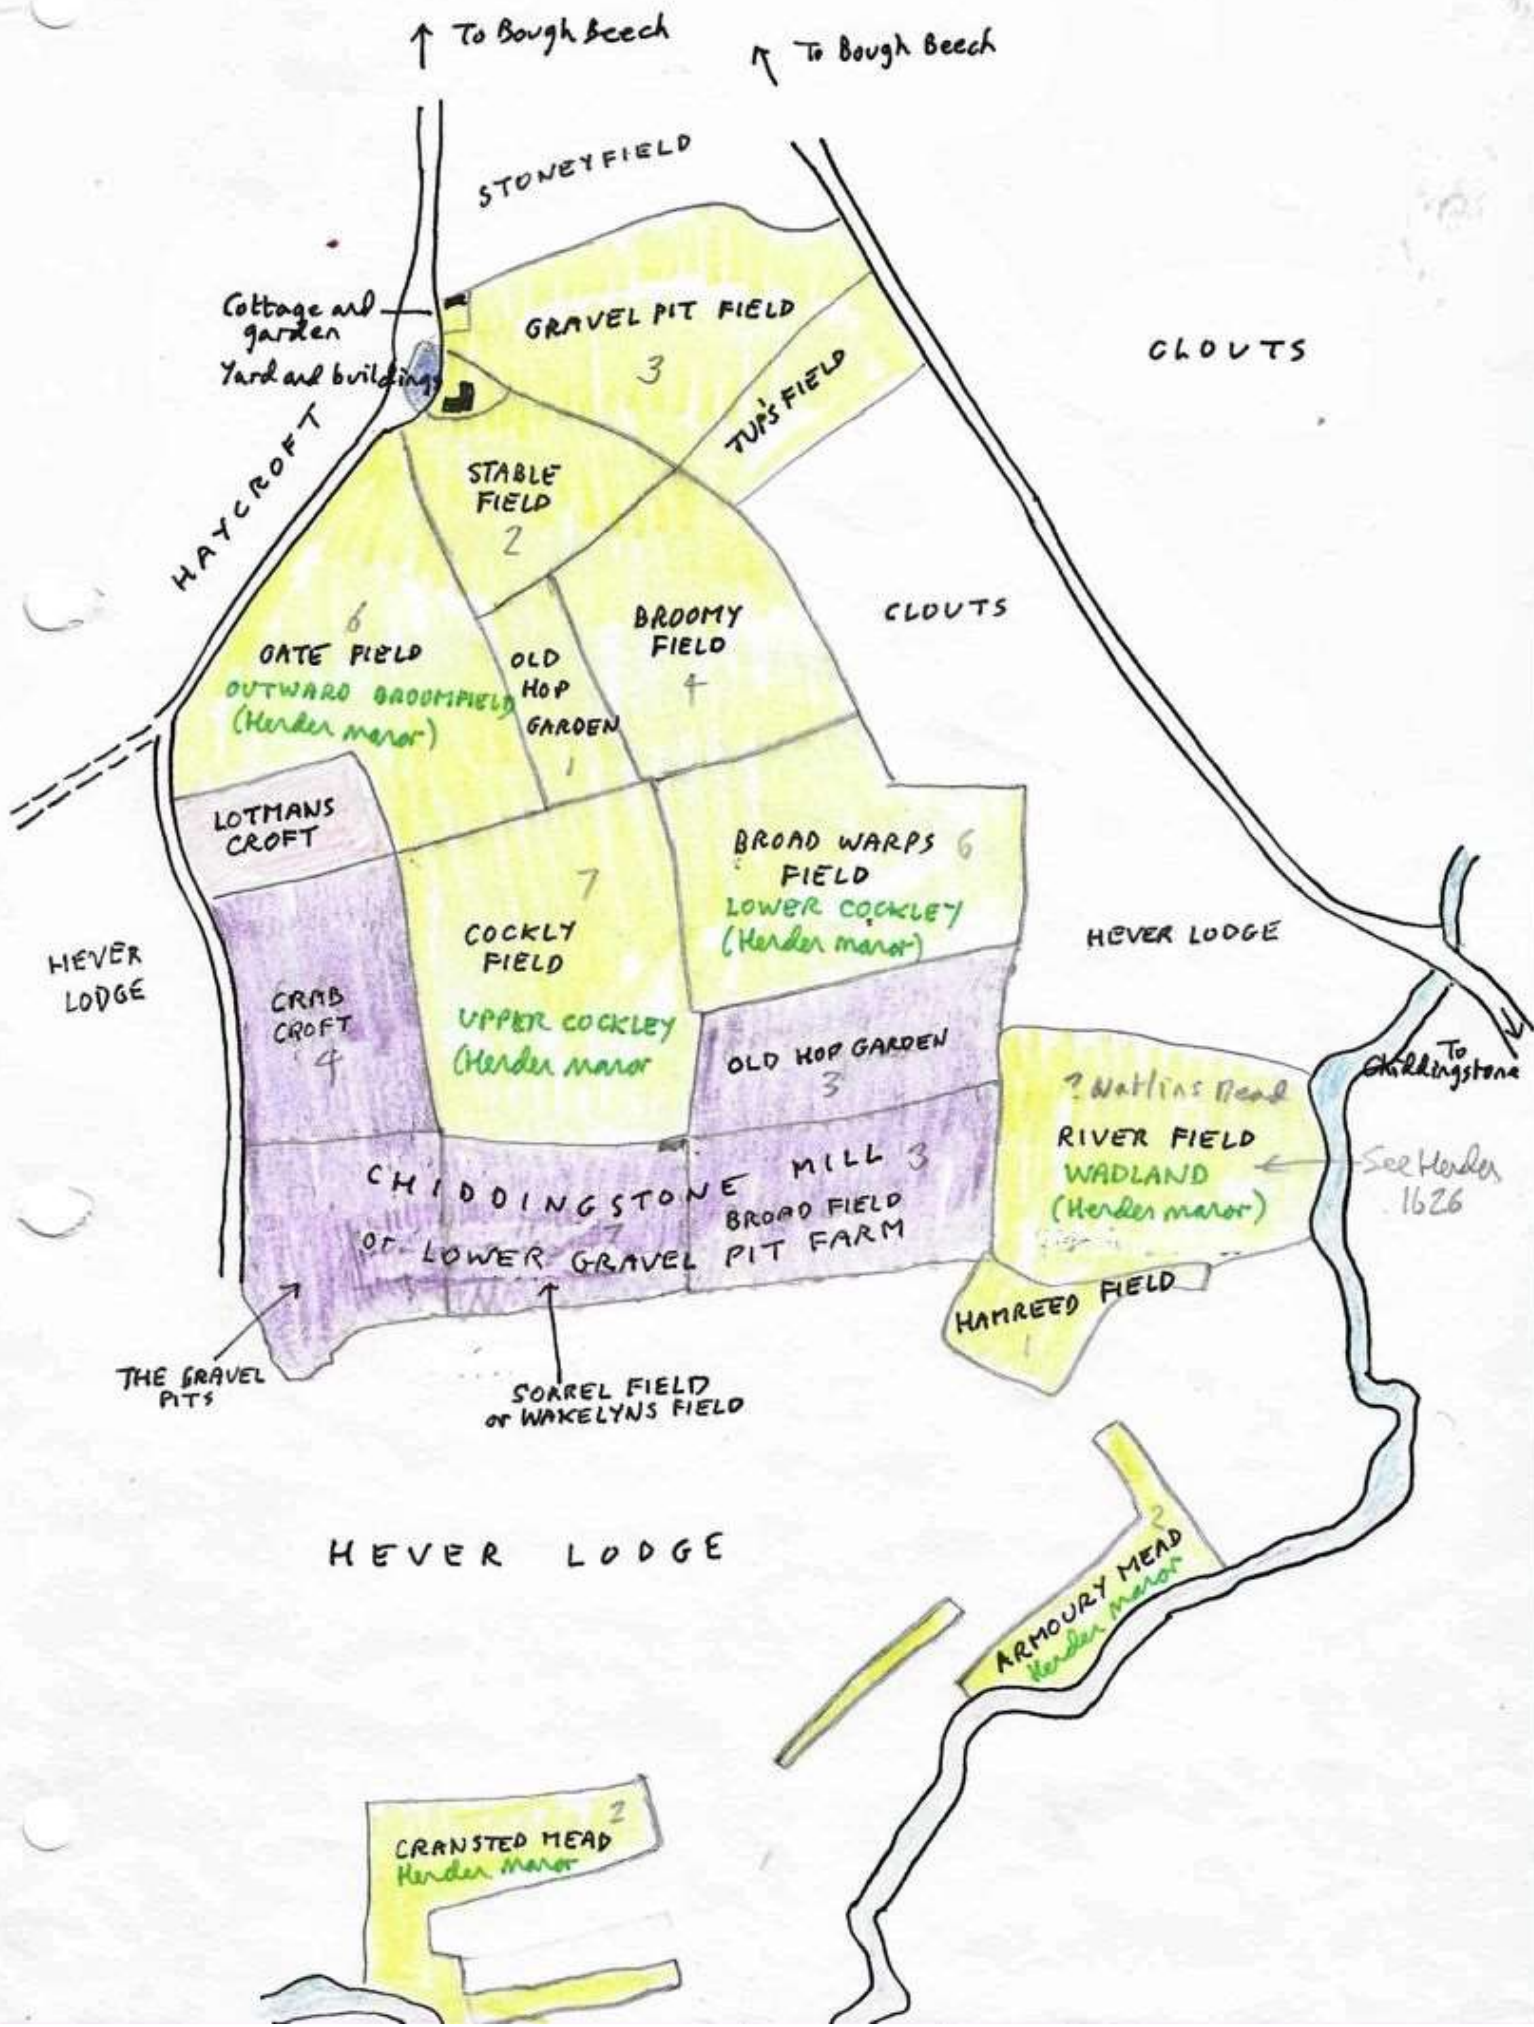 ↑ To Bough Beech
↖ To Bough Beech
STONEYFIELD
Cottage and
garden
Yard and buildings
GRAVEL PIT FIELD
3
TUP'S FIELD
CLOUTS
HAYCROFT
STABLE
FIELD
2
CLOUTS
6
GATE FIELD
OUTWARD BROOMFIELD
(Herder manor)
OLD
HOP
GARDEN
1
BROOMY
FIELD
4
LOTMANS
CROFT
BROAD WARPS 6
FIELD
LOWER COCKLEY
(Herder manor)
7
COCKLY
FIELD
UPPER COCKLEY
(Herder manor
HEVER LODGE
HEVER
LODGE
CRAB
CROFT
4
OLD HOP GARDEN
3
To
Chiddingstone
? Watlins Mead
RIVER FIELD
WADLAND
(Herder manor)
See Herder
1626
CHIDDINGSTONE MILL 3
BROAD FIELD
7
or LOWER GRAVEL PIT FARM
HAMREED FIELD
1
THE GRAVEL
PITS
SORREL FIELD
or WAKELYNS FIELD
HEVER LODGE
2
ARMOURY MEAD
Herder manor
2
CRANSTED MEAD
Herder Manor